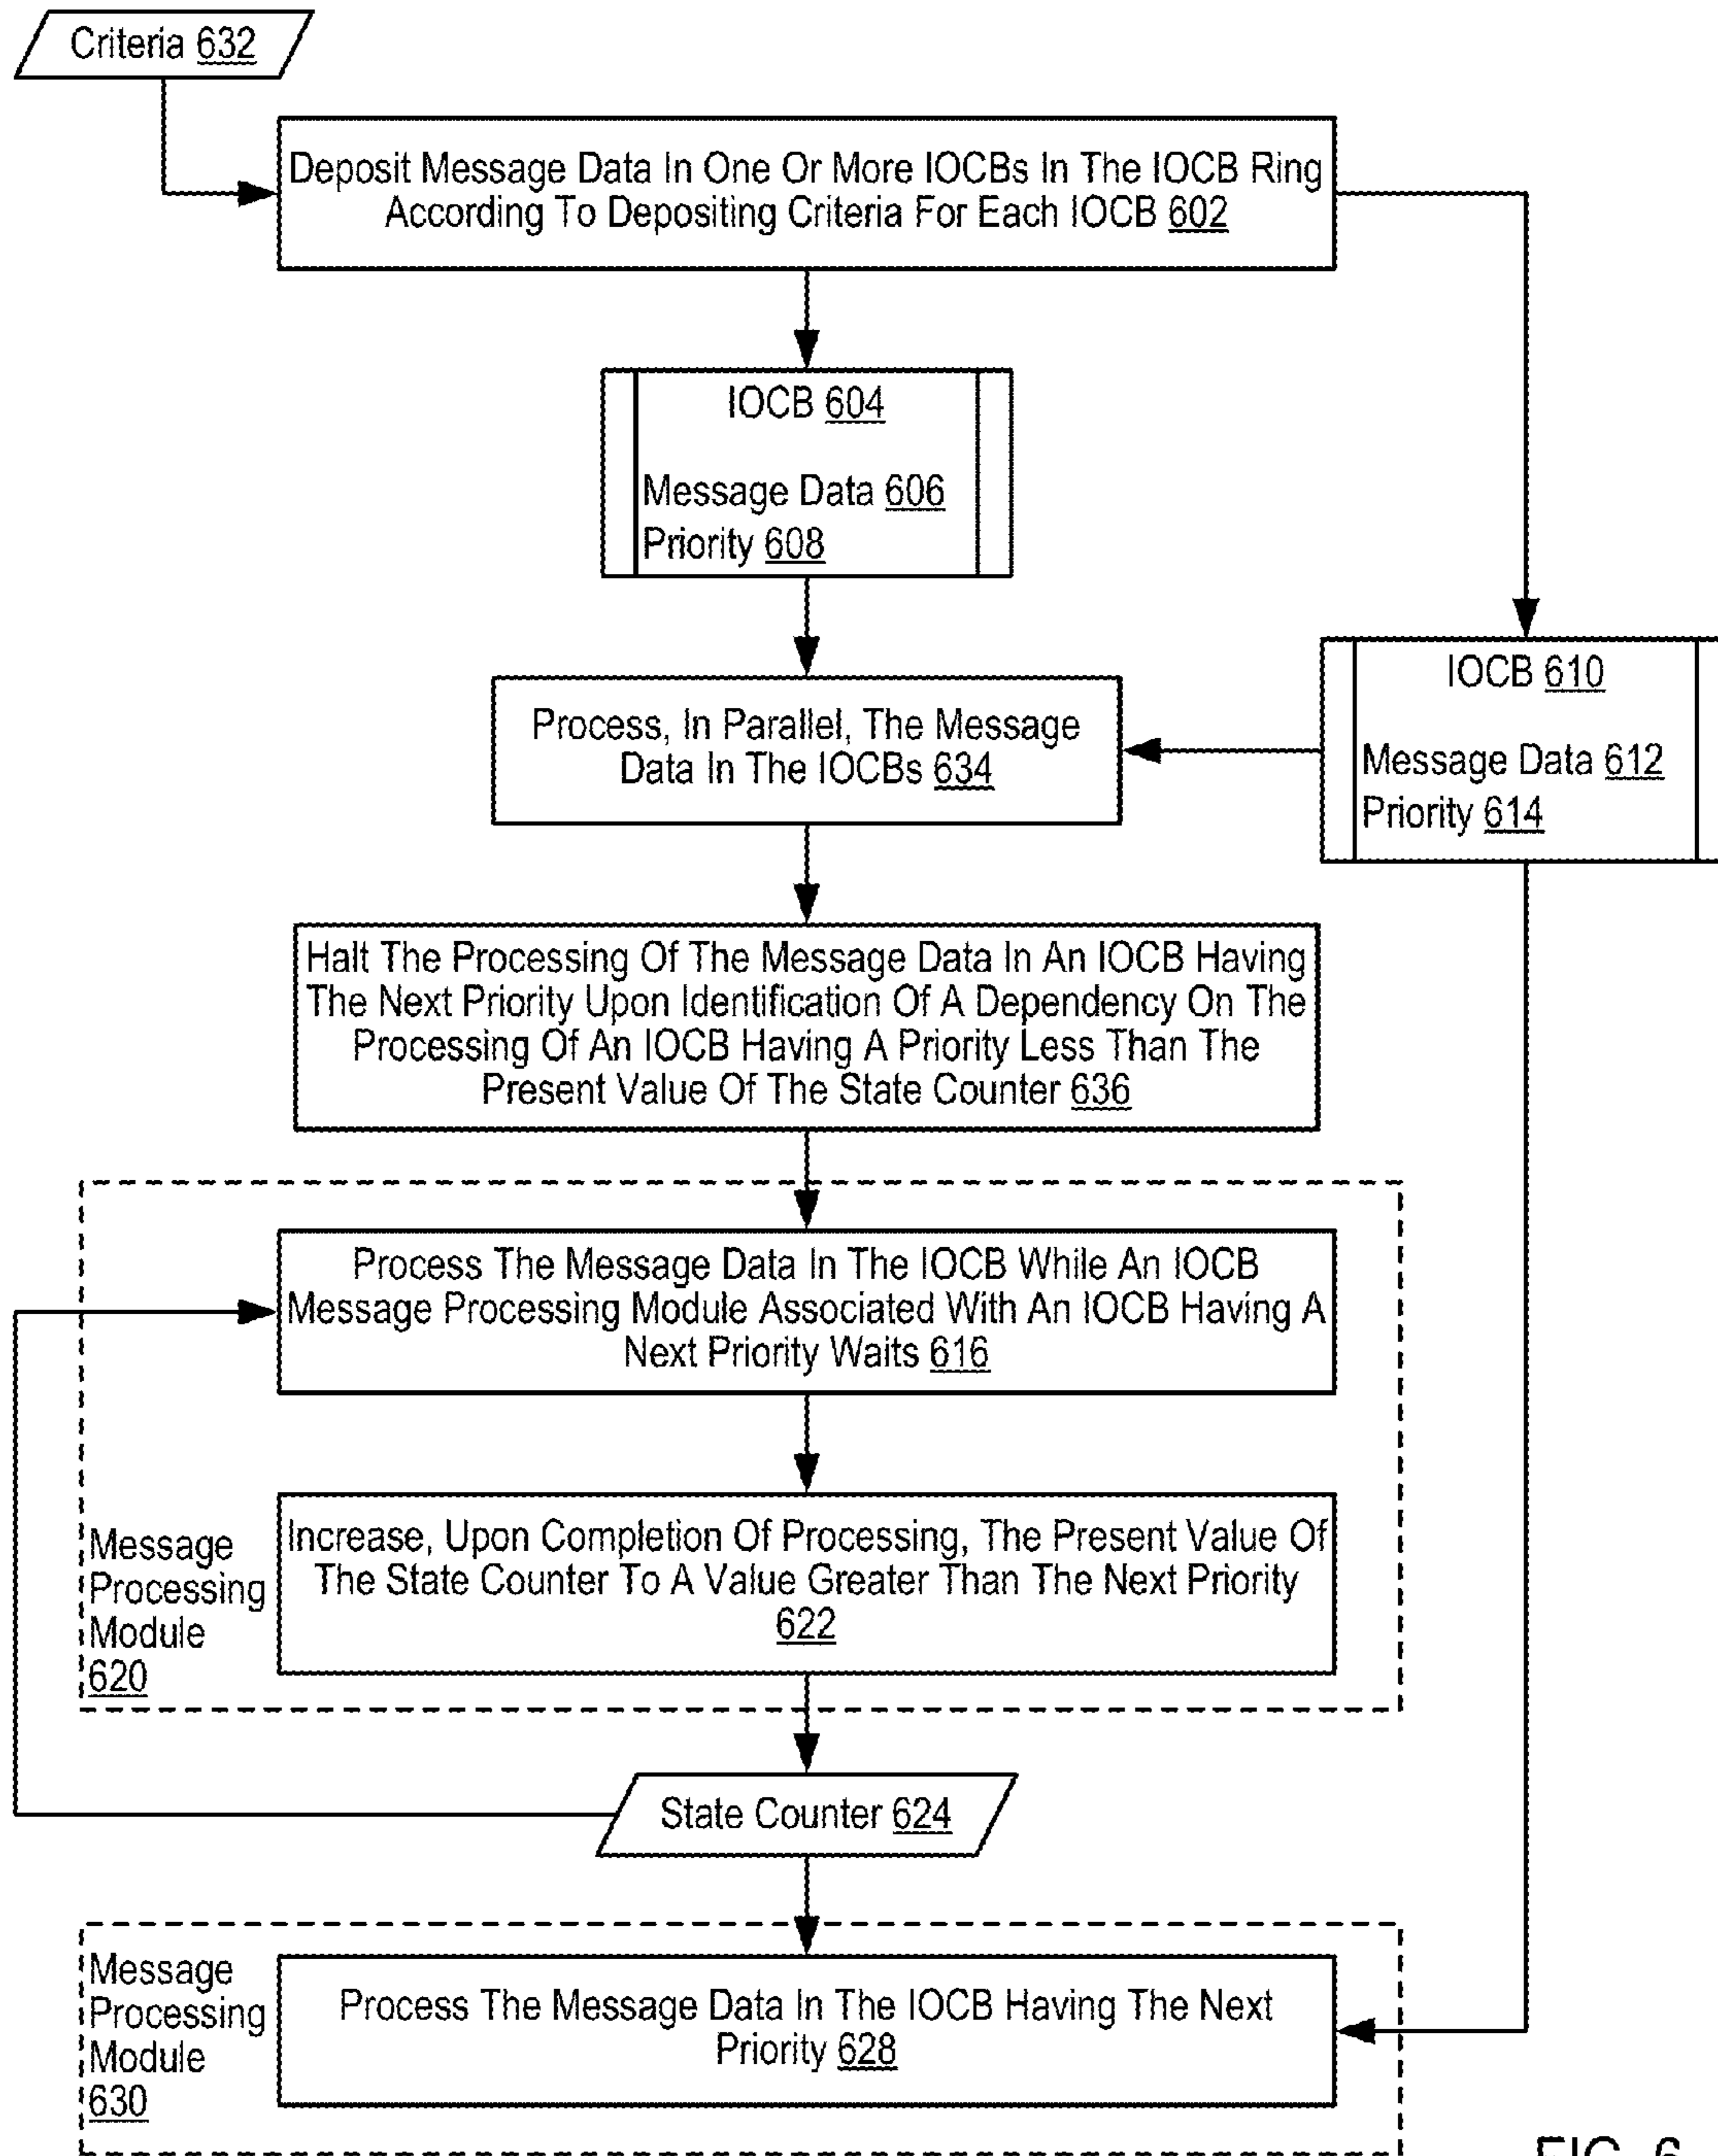 Criteria 632
Deposit Message Data In One Or More IOCBs In The IOCB Ring
According To Depositing Criteria For Each IOCB 602
IOCB 604
Message Data 606
Priority 608
IOCB 610
Message Data 612
Priority 614
Process, In Parallel, The Message
Data In The IOCBs 634
Halt The Processing Of The Message Data In An IOCB Having
The Next Priority Upon Identification Of A Dependency On The
Processing Of An IOCB Having A Priority Less Than The
Present Value Of The State Counter 636
Process The Message Data In The IOCB While An IOCB
Message Processing Module Associated With An IOCB Having A
Next Priority Waits 616
Increase, Upon Completion Of Processing, The Present Value Of
The State Counter To A Value Greater Than The Next Priority
622
Message
Processing
Module
620
State Counter 624
Message
Processing
Module
630
Process The Message Data In The IOCB Having The Next
Priority 628
FIG. 6